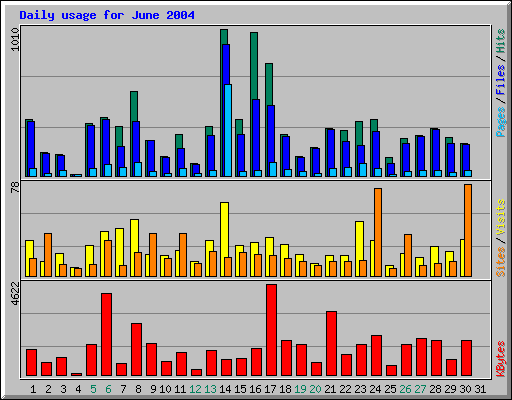 Daily usage for June 2004
1010
Pages / Files / Hits
78
Sites / Visits
4622
KBytes
1 2 3 4 5 6 7 8 9 10 11 12 13 14 15 16 17 18 19 20 21 22 23 24 25 26 27 28 29 30 31